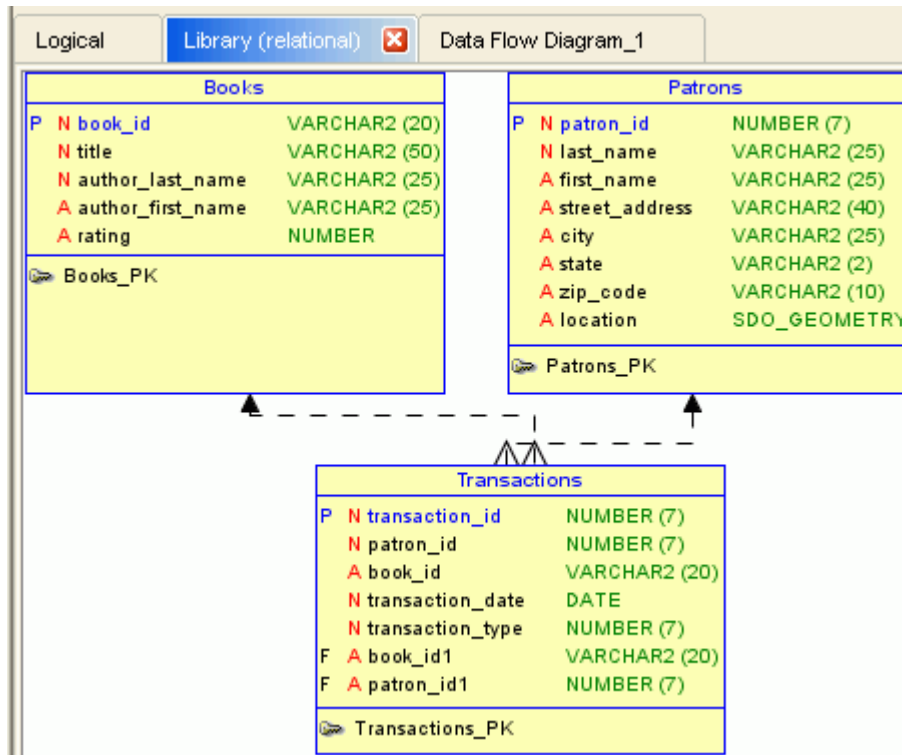 Logical Library (relational) Data Flow Diagram_1
Books
P N book_id VARCHAR2 (20)
N title VARCHAR2 (50)
N author_last_name VARCHAR2 (25)
A author_first_name VARCHAR2 (25)
A rating NUMBER
Books_PK
Patrons
P N patron_id NUMBER (7)
N last_name VARCHAR2 (25)
A first_name VARCHAR2 (25)
A street_address VARCHAR2 (40)
A city VARCHAR2 (25)
A state VARCHAR2 (2)
A zip_code VARCHAR2 (10)
A location SDO_GEOMETRY
Patrons_PK
Transactions
P N transaction_id NUMBER (7)
N patron_id NUMBER (7)
A book_id VARCHAR2 (20)
N transaction_date DATE
N transaction_type NUMBER (7)
F A book_id1 VARCHAR2 (20)
F A patron_id1 NUMBER (7)
Transactions_PK